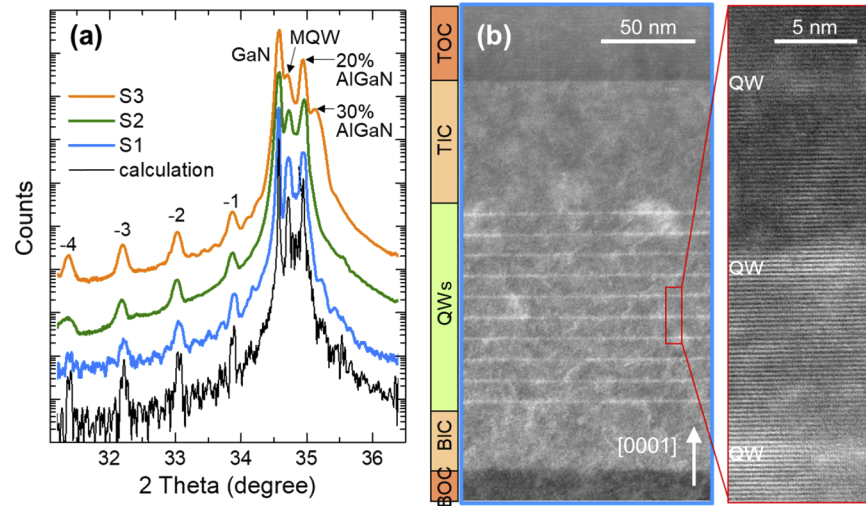 (a)
GaN
MQW
20%
AlGaN
30%
AlGaN
S3
S2
S1
calculation
-4
-3
-2
-1
Counts
32
33
34
35
36
2 Theta (degree)
(b)
TOC
TIC
QWs
BIC
BOC
50 nm
[0001]
5 nm
QW
QW
QW